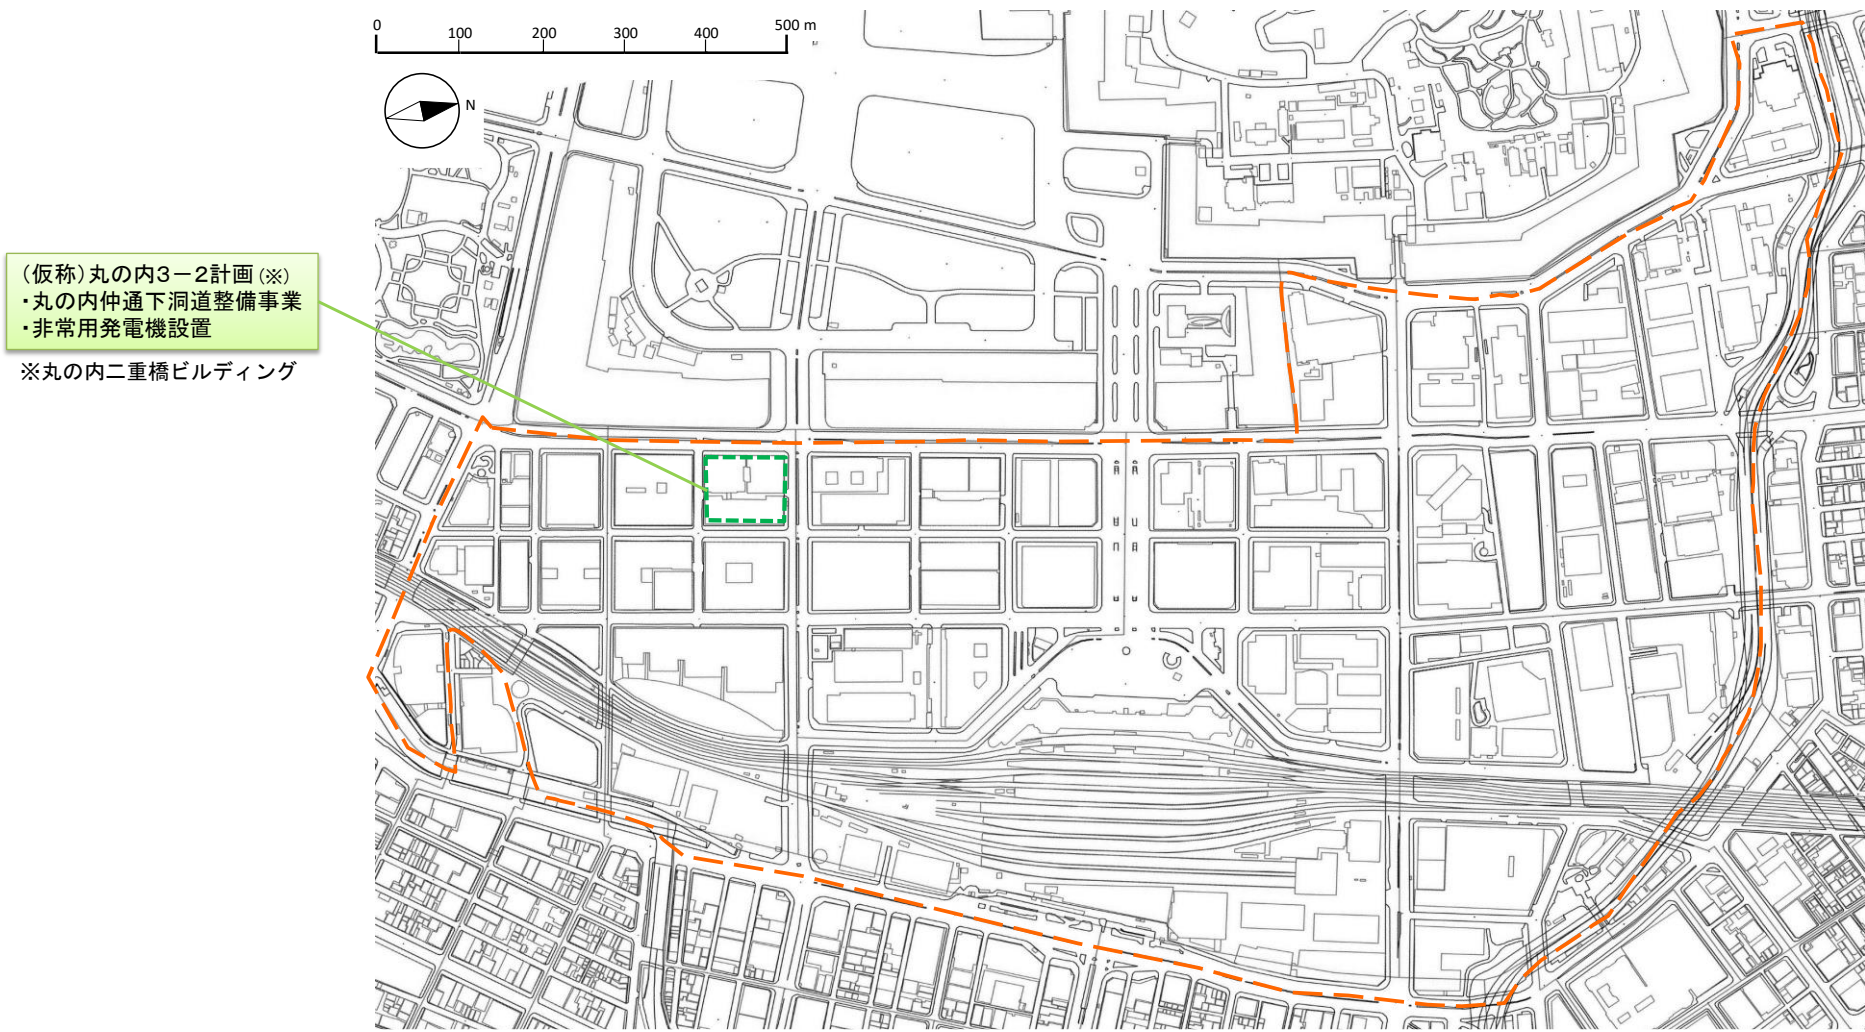 0 100 200 300 400 500 m
N
(仮称)丸の内3-2計画(※)
・丸の内仲通下洞道整備事業
・非常用発電機設置
※丸の内二重橋ビルディング